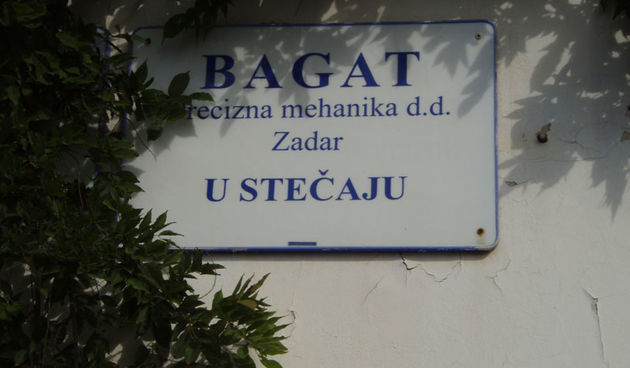 BAGAT
recizna mehanika d.d.
Zadar
U STEČAJU